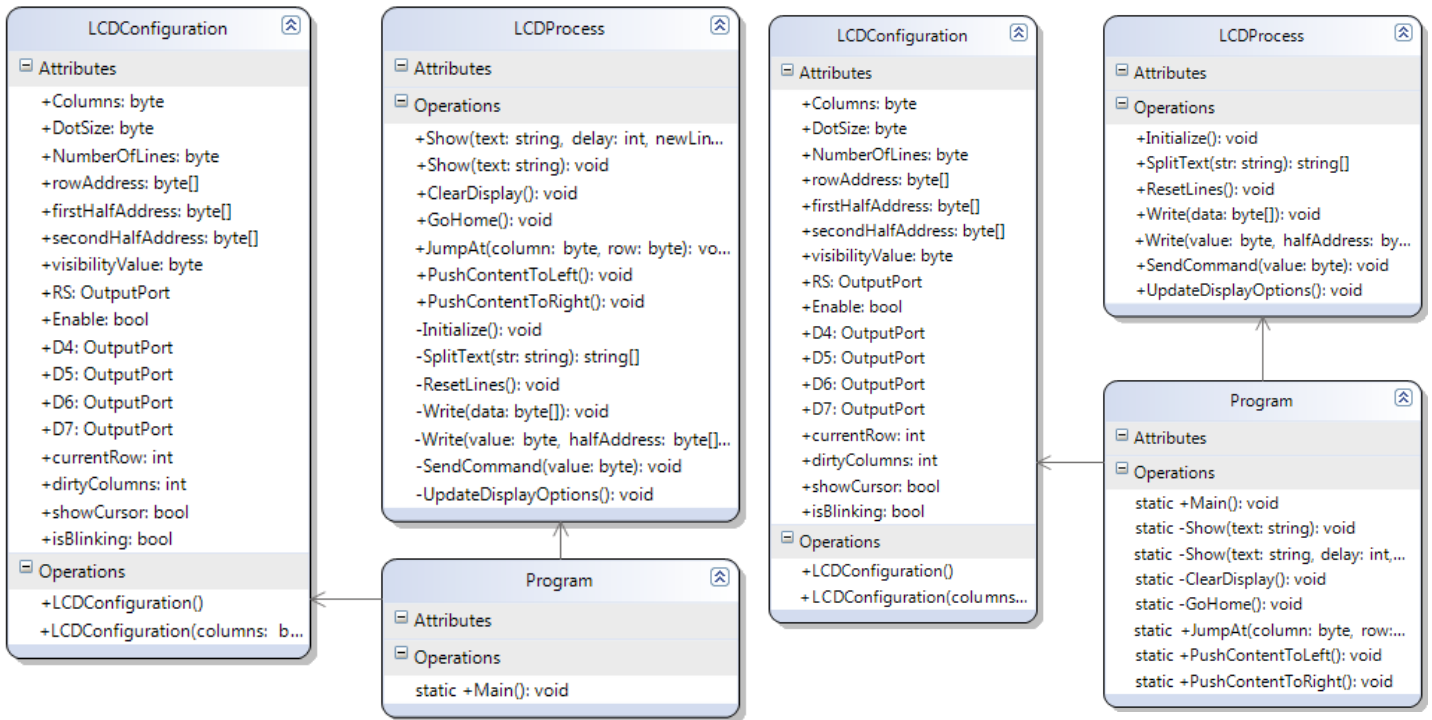 LCDConfiguration
Attributes
+Columns: byte
+DotSize: byte
+NumberOfLines: byte
+rowAddress: byte[]
+firstHalfAddress: byte[]
+secondHalfAddress: byte[]
+visibilityValue: byte
+RS: OutputPort
+Enable: bool
+D4: OutputPort
+D5: OutputPort
+D6: OutputPort
+D7: OutputPort
+currentRow: int
+dirtyColumns: int
+showCursor: bool
+isBlinking: bool
Operations
+LCDConfiguration()
+LCDConfiguration(columns: b...
LCDProcess
Attributes
Operations
+Show(text: string, delay: int, newLin...
+Show(text: string): void
+ClearDisplay(): void
+GoHome(): void
+JumpAt(column: byte, row: byte): vo...
+PushContentToLeft(): void
+PushContentToRight(): void
-Initialize(): void
-SplitText(str: string): string[]
-ResetLines(): void
-Write(data: byte[]): void
-Write(value: byte, halfAddress: byte[]...
-SendCommand(value: byte): void
-UpdateDisplayOptions(): void
Program
Attributes
Operations
static +Main(): void
LCDConfiguration
Attributes
+Columns: byte
+DotSize: byte
+NumberOfLines: byte
+rowAddress: byte[]
+firstHalfAddress: byte[]
+secondHalfAddress: byte[]
+visibilityValue: byte
+RS: OutputPort
+Enable: bool
+D4: OutputPort
+D5: OutputPort
+D6: OutputPort
+D7: OutputPort
+currentRow: int
+dirtyColumns: int
+showCursor: bool
+isBlinking: bool
Operations
+LCDConfiguration()
+LCDConfiguration(columns...
LCDProcess
Attributes
Operations
+Initialize(): void
+SplitText(str: string): string[]
+ResetLines(): void
+Write(data: byte[]): void
+Write(value: byte, halfAddress: by...
+SendCommand(value: byte): void
+UpdateDisplayOptions(): void
Program
Attributes
Operations
static +Main(): void
static -Show(text: string): void
static -Show(text: string, delay: int,...
static -ClearDisplay(): void
static -GoHome(): void
static +JumpAt(column: byte, row:...
static +PushContentToLeft(): void
static +PushContentToRight(): void